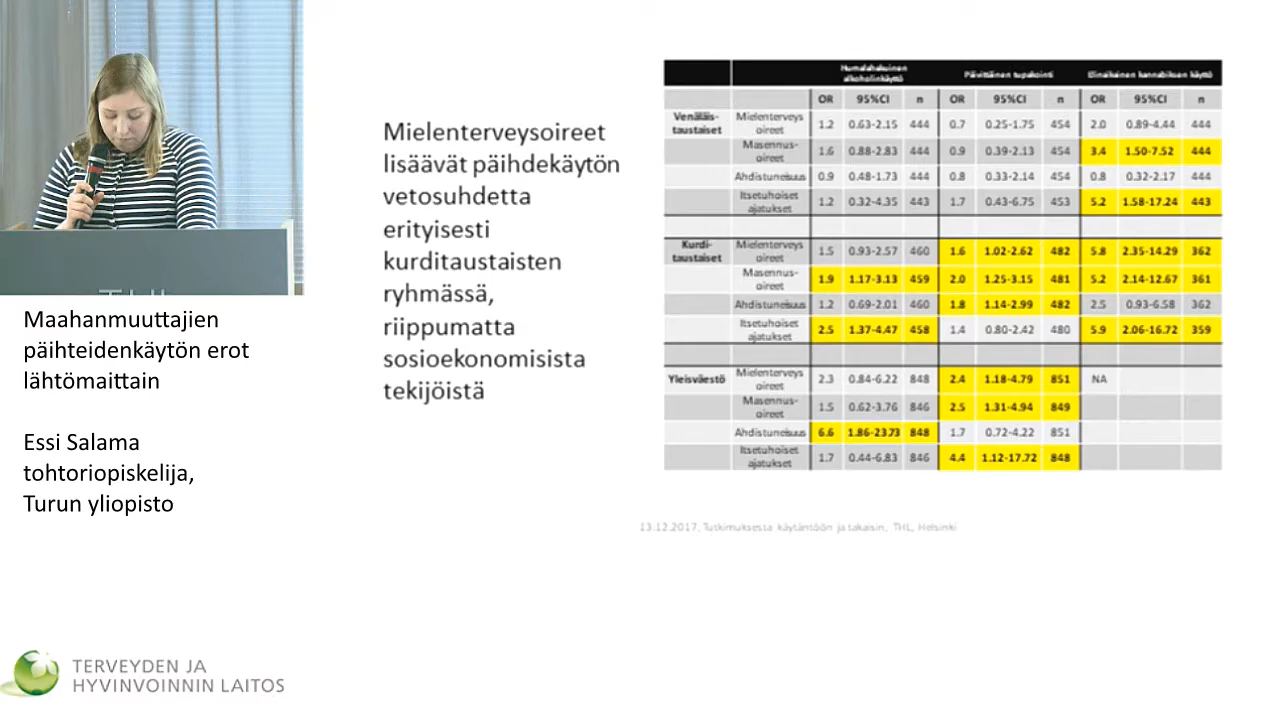 Mielenterveysoireet
lisäävät päihdekäytön
vetosuhdetta
erityisesti
kurditaustaisten
ryhmässä,
riippumatta
sosioekonomisista
tekijöistä
Humalahakuinen alkoholinkäyttö Päivittäinen tupakointi Elinaikainen kannabiksen käyttö
OR 95%CI n OR 95%CI n OR 95%CI n
Venäläis-taustaiset Mielenterveys oireet 1.2 0.63-2.15 444 0.7 0.25-1.75 454 2.0 0.89-4.44 444
Masennus-oireet 1.6 0.88-2.83 444 0.9 0.39-2.13 454 3.4 1.50-7.52 444
Ahdistuneisuus 0.9 0.48-1.73 444 0.8 0.33-2.14 454 0.8 0.32-2.17 444
Itsetuhoiset ajatukset 1.2 0.32-4.35 443 1.7 0.43-6.75 453 5.2 1.58-17.24 443
Kurdi-taustaiset Mielenterveys oireet 1.5 0.93-2.57 460 1.6 1.02-2.62 482 5.8 2.35-14.29 362
Masennus-oireet 1.9 1.17-3.13 459 2.0 1.25-3.15 481 5.2 2.14-12.67 361
Ahdistuneisuus 1.2 0.69-2.01 460 1.8 1.14-2.99 482 2.5 0.93-6.58 362
Itsetuhoiset ajatukset 2.5 1.37-4.47 458 1.4 0.80-2.42 480 5.9 2.06-16.72 359
Yleisväestö Mielenterveys oireet 2.3 0.84-6.22 848 2.4 1.18-4.79 851 NA
Masennus-oireet 1.5 0.62-3.76 846 2.5 1.31-4.94 849
Ahdistuneisuus 6.6 1.86-23.73 848 1.7 0.72-4.22 851
Itsetuhoiset ajatukset 1.7 0.44-6.83 846 4.4 1.12-17.72 848
13.12.2017, Tutkimuksesta käytäntöön ja takaisin, THL, Helsinki
Maahanmuuttajien
päihteidenkäytön erot
lähtömaittain
Essi Salama
tohtoriopiskelija,
Turun yliopisto
TERVEYDEN JA
HYVINVOINNIN LAITOS